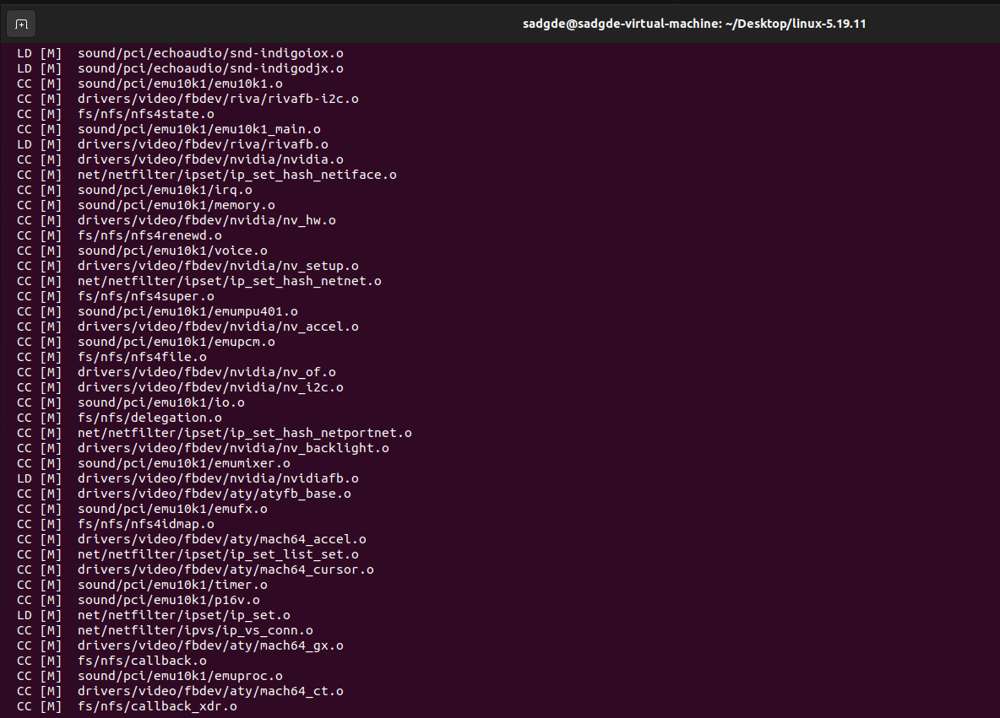 sadgde@sadgde-virtual-machine: ~/Desktop/linux-5.19.11
LD [M]  sound/pci/echoaudio/snd-indigoiox.o
LD [M]  sound/pci/echoaudio/snd-indigodjx.o
CC [M]  sound/pci/emu10k1/emu10k1.o
CC [M]  drivers/video/fbdev/riva/rivafb-i2c.o
CC [M]  fs/nfs/nfs4state.o
CC [M]  sound/pci/emu10k1/emu10k1_main.o
LD [M]  drivers/video/fbdev/riva/rivafb.o
CC [M]  drivers/video/fbdev/nvidia/nvidia.o
CC [M]  net/netfilter/ipset/ip_set_hash_netiface.o
CC [M]  sound/pci/emu10k1/irq.o
CC [M]  sound/pci/emu10k1/memory.o
CC [M]  drivers/video/fbdev/nvidia/nv_hw.o
CC [M]  fs/nfs/nfs4renewd.o
CC [M]  sound/pci/emu10k1/voice.o
CC [M]  drivers/video/fbdev/nvidia/nv_setup.o
CC [M]  net/netfilter/ipset/ip_set_hash_netnet.o
CC [M]  fs/nfs/nfs4super.o
CC [M]  sound/pci/emu10k1/emumpu401.o
CC [M]  drivers/video/fbdev/nvidia/nv_accel.o
CC [M]  sound/pci/emu10k1/emupcm.o
CC [M]  fs/nfs/nfs4file.o
CC [M]  drivers/video/fbdev/nvidia/nv_of.o
CC [M]  drivers/video/fbdev/nvidia/nv_i2c.o
CC [M]  sound/pci/emu10k1/io.o
CC [M]  fs/nfs/delegation.o
CC [M]  net/netfilter/ipset/ip_set_hash_netportnet.o
CC [M]  drivers/video/fbdev/nvidia/nv_backlight.o
CC [M]  sound/pci/emu10k1/emumixer.o
LD [M]  drivers/video/fbdev/nvidia/nvidiafb.o
CC [M]  drivers/video/fbdev/aty/atyfb_base.o
CC [M]  sound/pci/emu10k1/emufx.o
CC [M]  fs/nfs/nfs4idmap.o
CC [M]  drivers/video/fbdev/aty/mach64_accel.o
CC [M]  net/netfilter/ipset/ip_set_list_set.o
CC [M]  drivers/video/fbdev/aty/mach64_cursor.o
CC [M]  sound/pci/emu10k1/timer.o
CC [M]  sound/pci/emu10k1/p16v.o
LD [M]  net/netfilter/ipset/ip_set.o
CC [M]  net/netfilter/ipvs/ip_vs_conn.o
CC [M]  drivers/video/fbdev/aty/mach64_gx.o
CC [M]  fs/nfs/callback.o
CC [M]  sound/pci/emu10k1/emuproc.o
CC [M]  drivers/video/fbdev/aty/mach64_ct.o
CC [M]  fs/nfs/callback_xdr.o